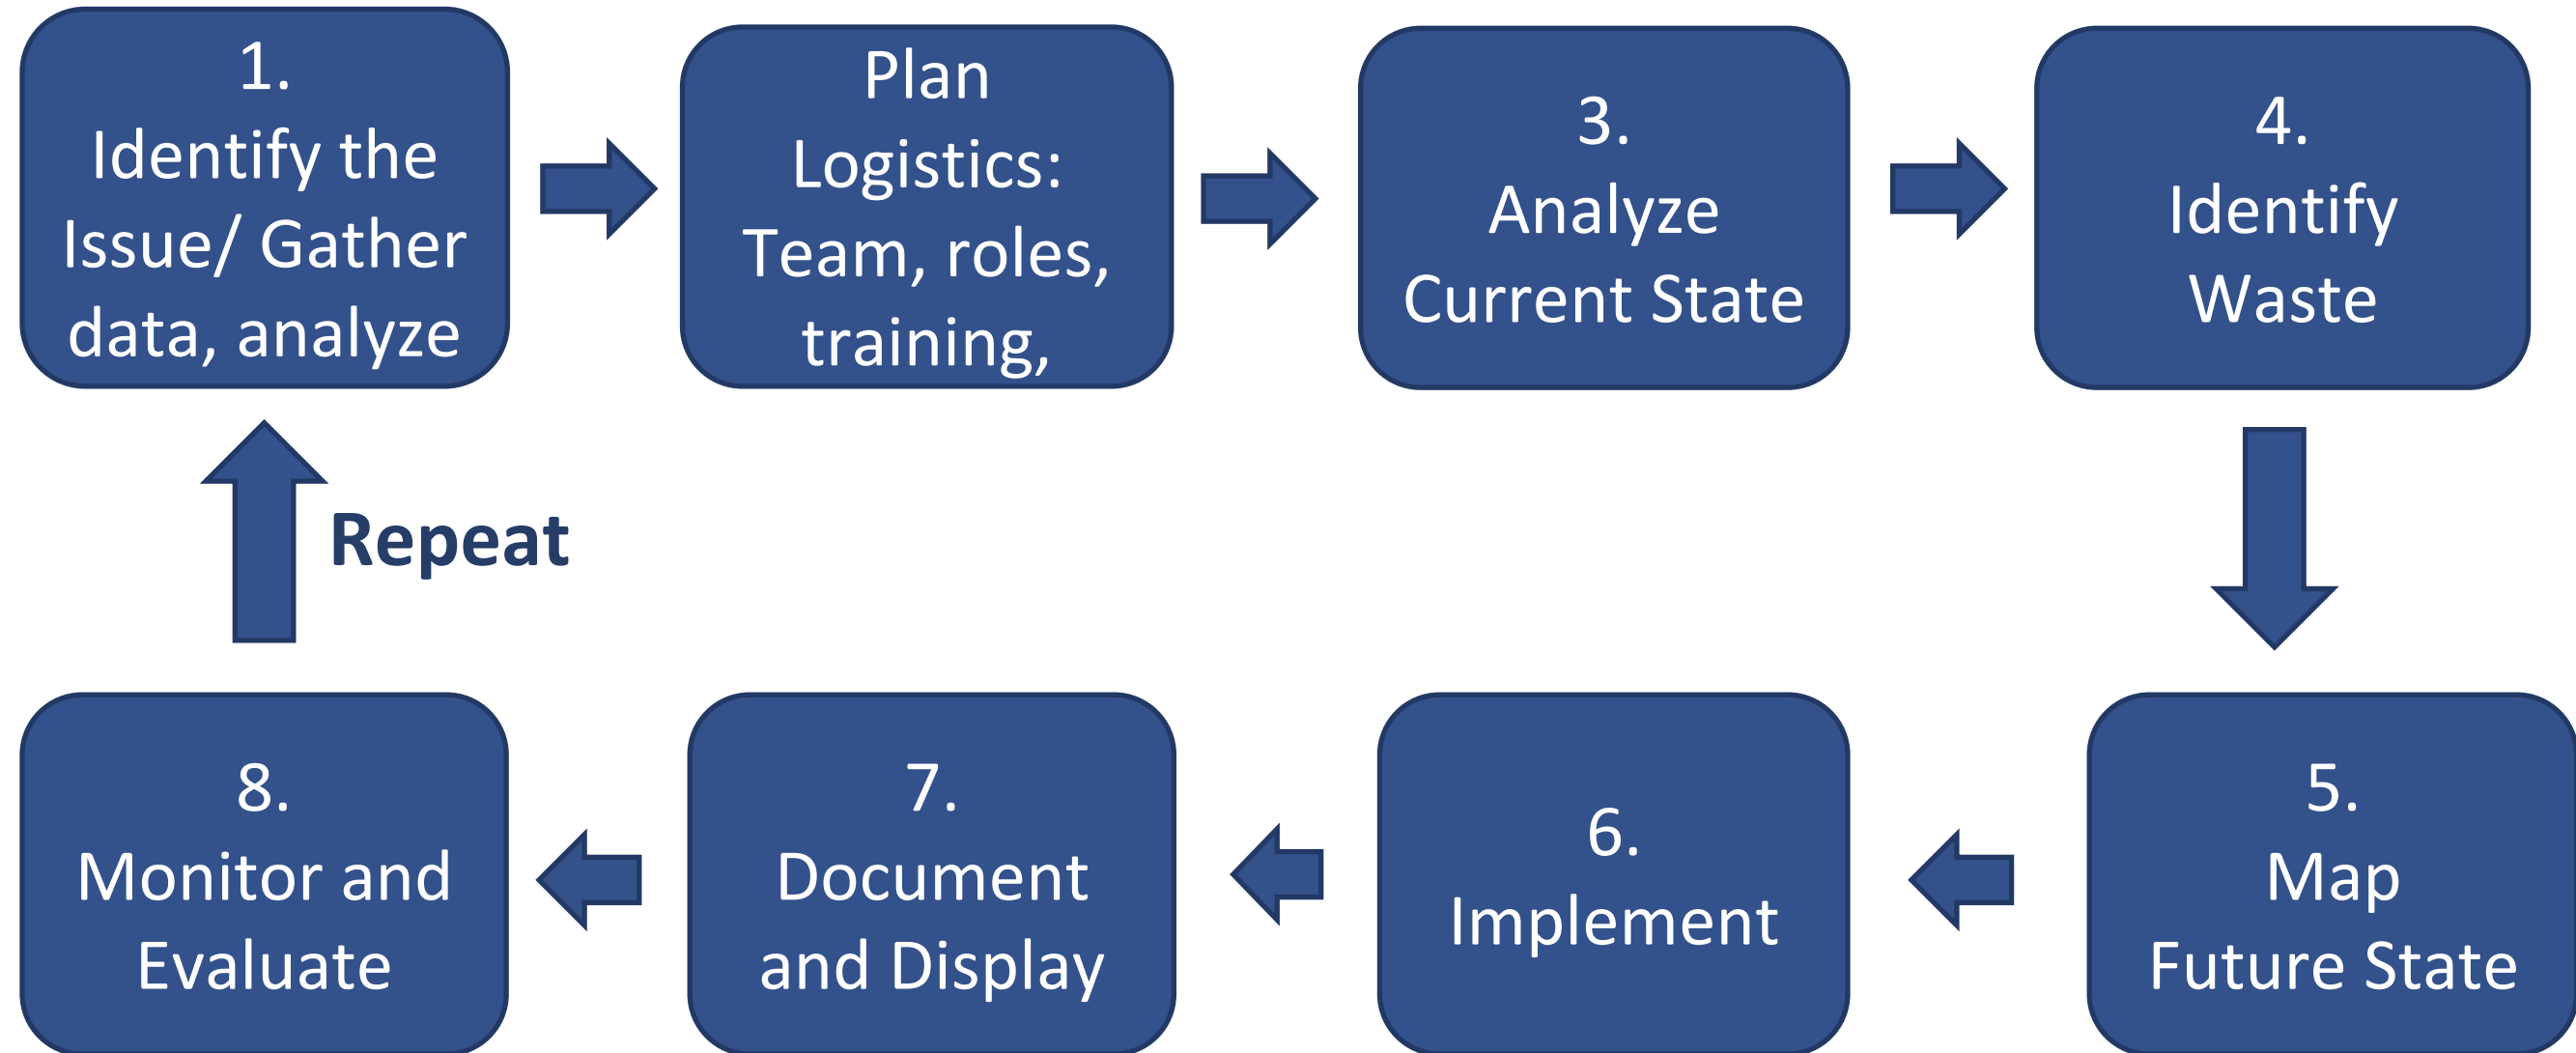 1.
Identify the
Issue/ Gather
data, analyze
Plan
Logistics:
Team, roles,
training,
3.
Analyze
Current State
4.
Identify
Waste
Repeat
8.
Monitor and
Evaluate
7.
Document
and Display
6.
Implement
5.
Map
Future State